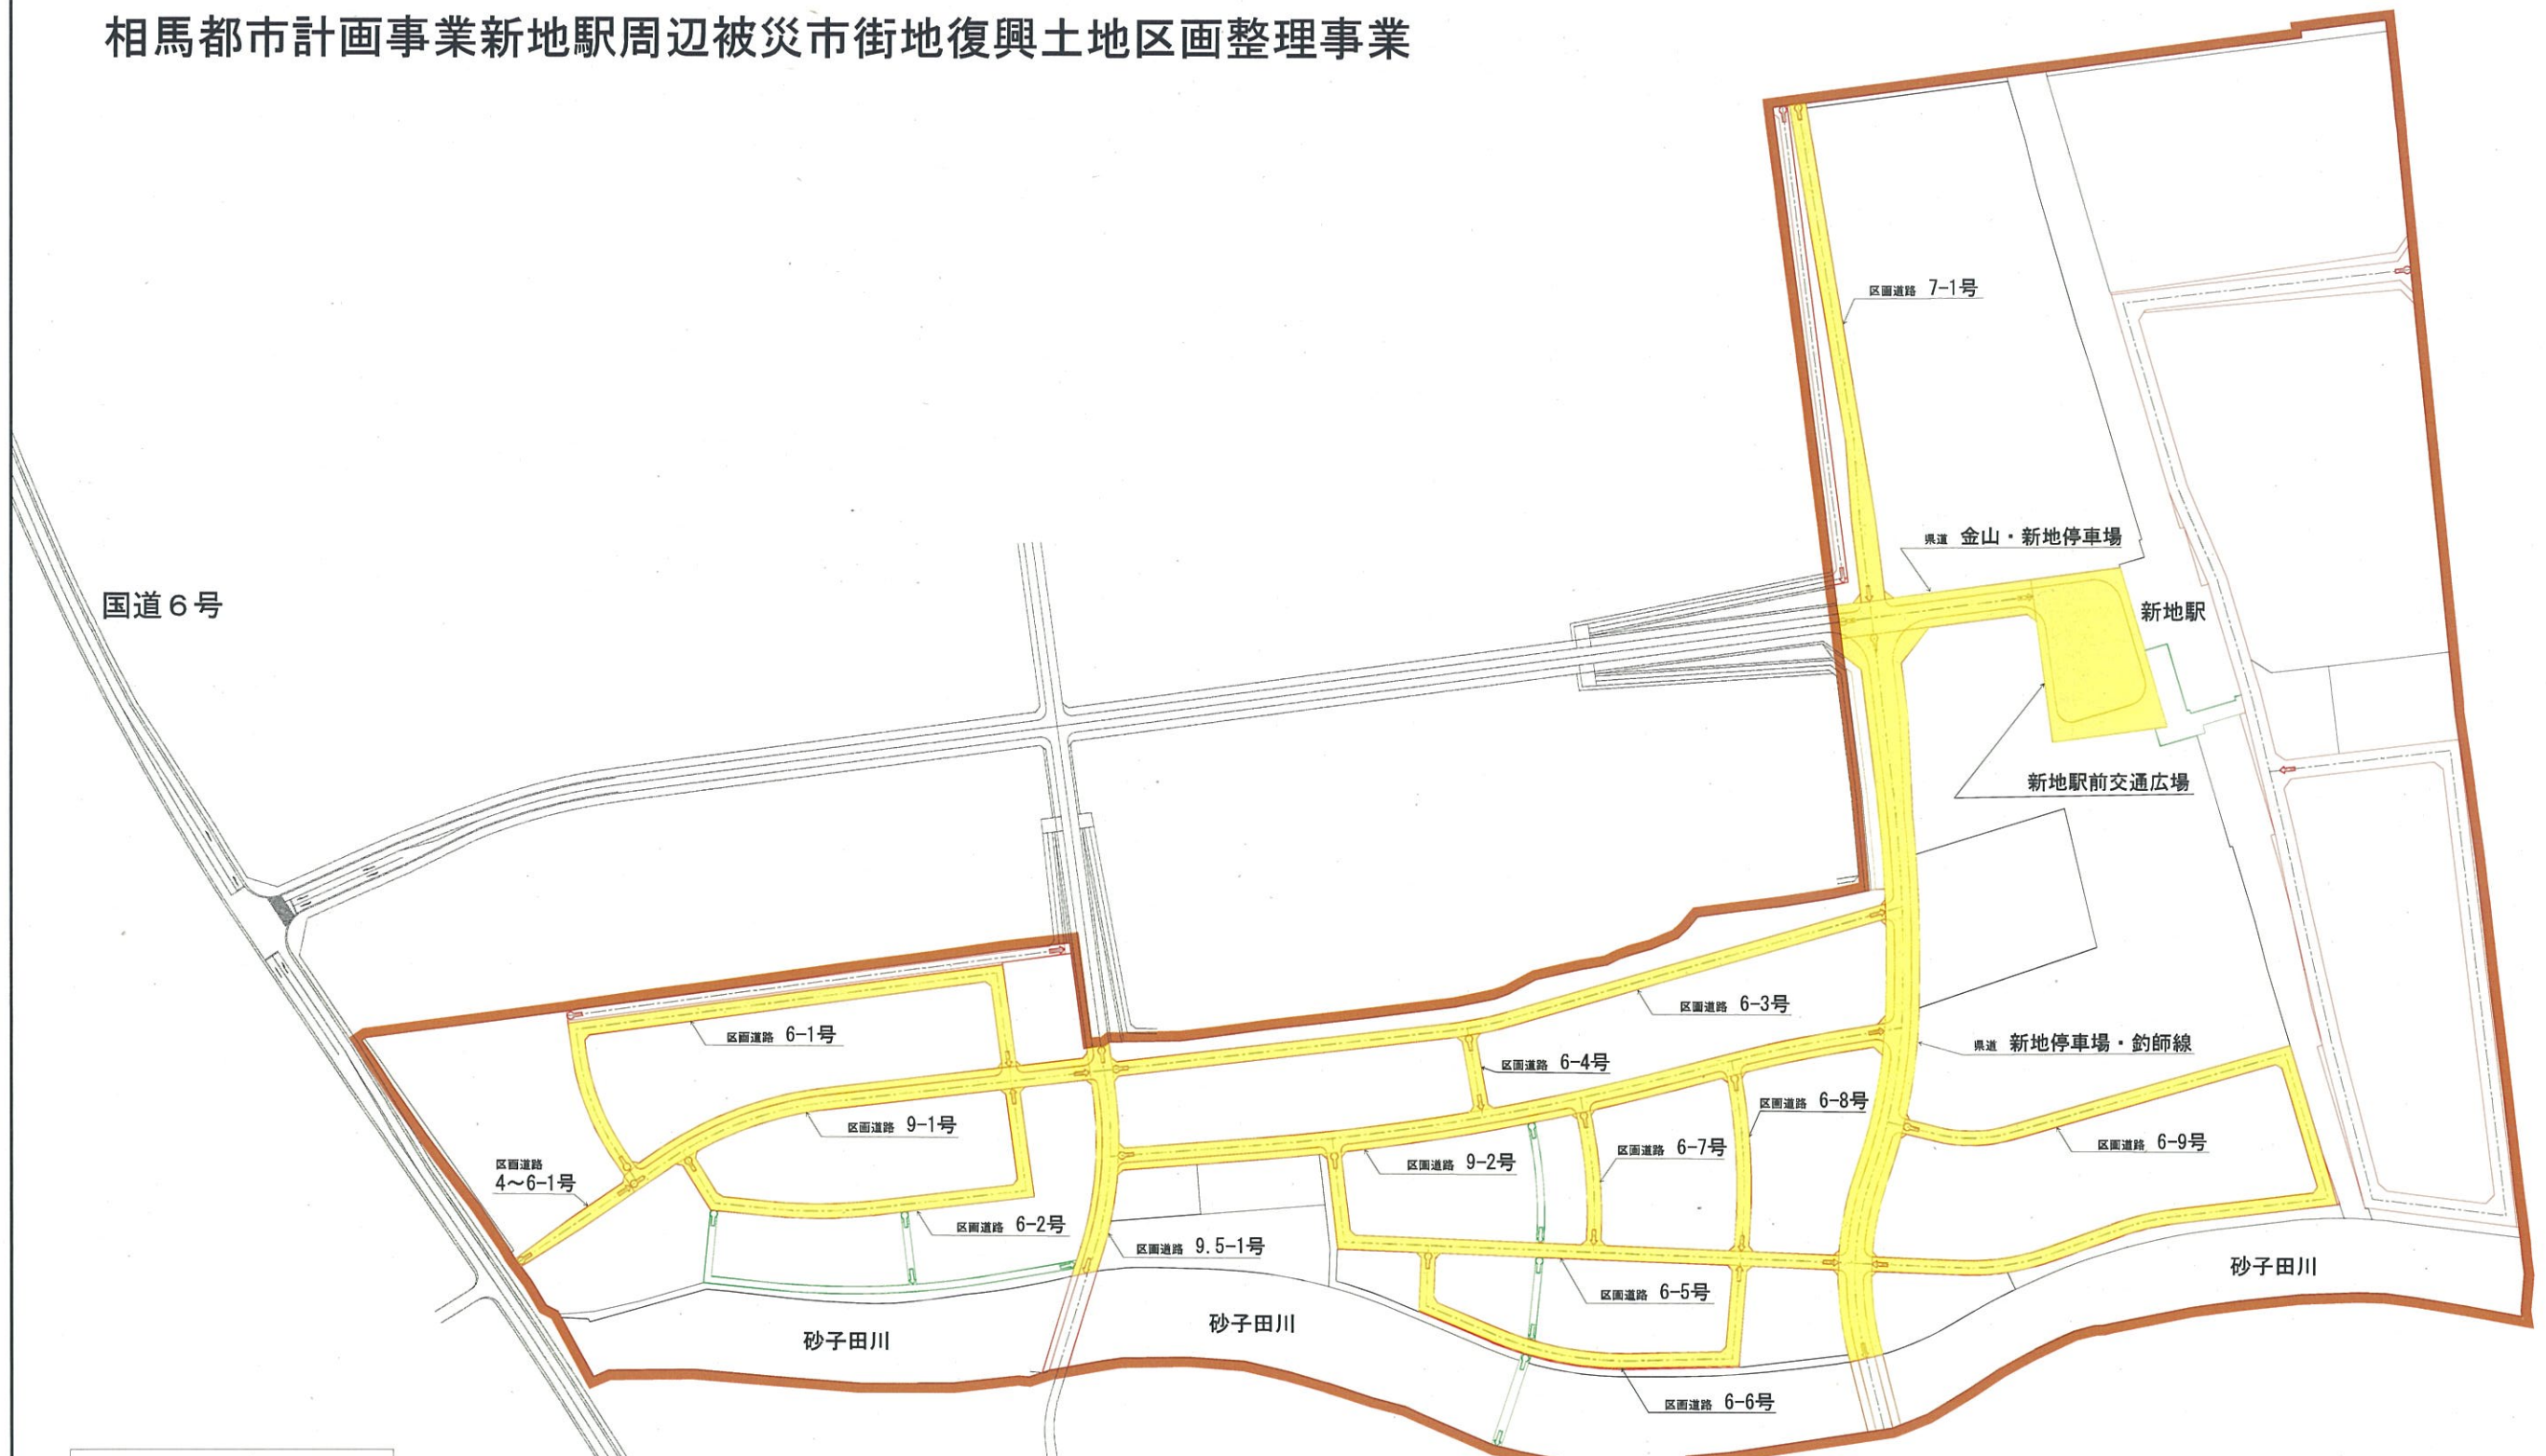 相馬都市計画事業新地駅周辺被災市街地復興土地区画整理事業
区画道路 7-1号
県道 金山・新地停車場
国道6号
新地駅
新地駅前交通広場
区画道路 6-3号
区画道路 6-1号
県道 新地停車場・釣師線
区画道路 6-4号
区画道路 6-8号
区画道路 9-1号
区画道路 6-9号
区画道路 6-7号
区画道路 9-2号
区画道路
4~6-1号
区画道路 6-2号
区画道路 9.5-1号
砂子田川
区画道路 6-5号
砂子田川
砂子田川
区画道路 6-6号